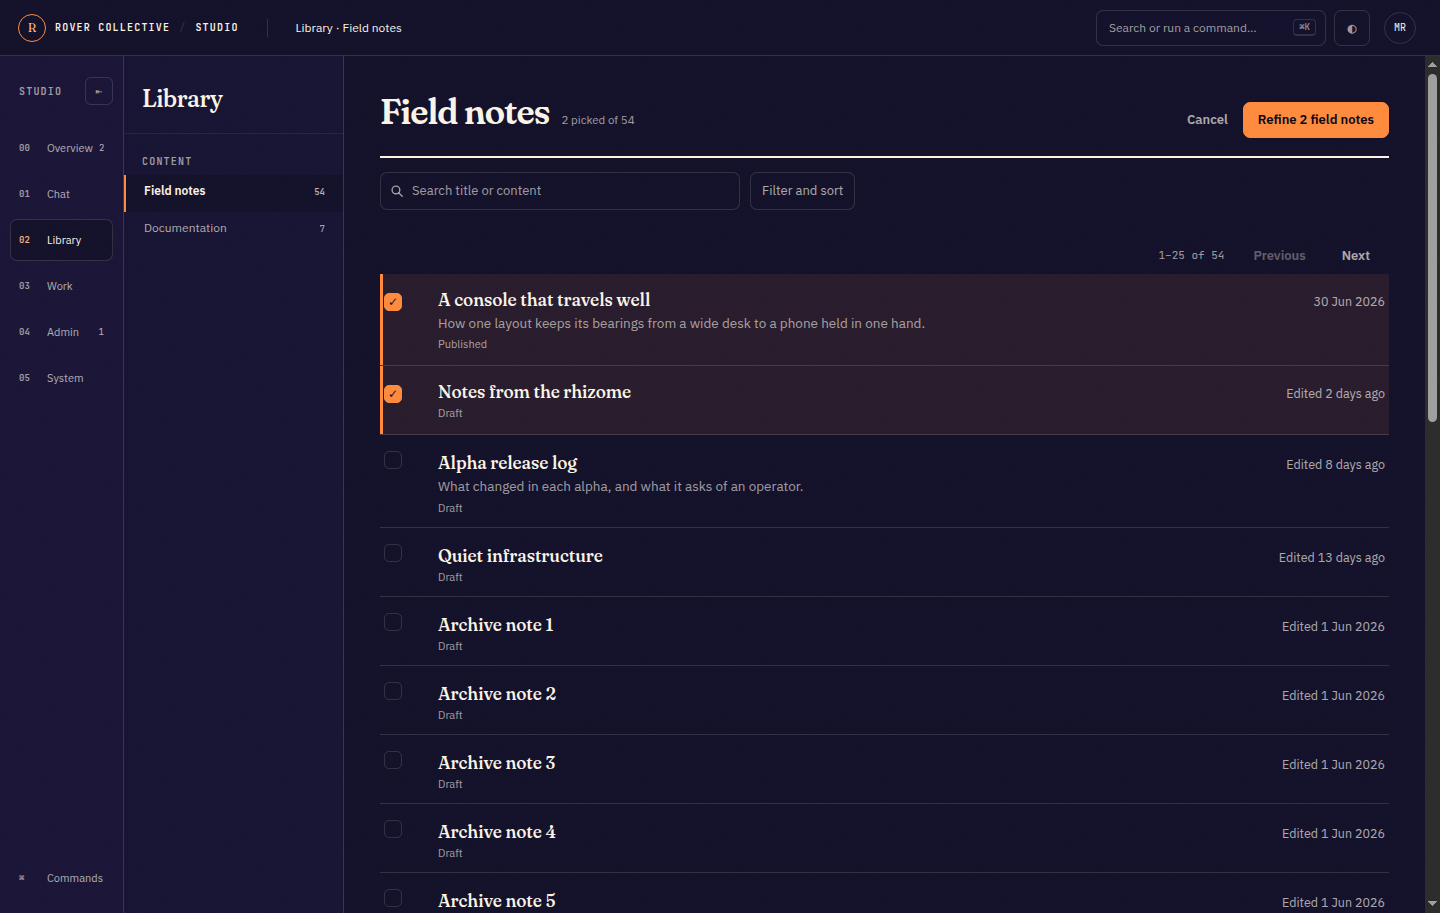 R ROVER COLLECTIVE / STUDIO Library · Field notes Search or run a command... ⌘K ◐ MR
STUDIO ⇤
00 Overview 2
01 Chat
02 Library
03 Work
04 Admin 1
05 System
⌘ Commands
Library
CONTENT
Field notes 54
Documentation 7
Field notes 2 picked of 54 Cancel Refine 2 field notes
Search title or content Filter and sort
1–25 of 54 Previous Next
✓ A console that travels well 30 Jun 2026
How one layout keeps its bearings from a wide desk to a phone held in one hand.
Published
✓ Notes from the rhizome Edited 2 days ago
Draft
Alpha release log Edited 8 days ago
What changed in each alpha, and what it asks of an operator.
Draft
Quiet infrastructure Edited 13 days ago
Draft
Archive note 1 Edited 1 Jun 2026
Draft
Archive note 2 Edited 1 Jun 2026
Draft
Archive note 3 Edited 1 Jun 2026
Draft
Archive note 4 Edited 1 Jun 2026
Draft
Archive note 5 Edited 1 Jun 2026